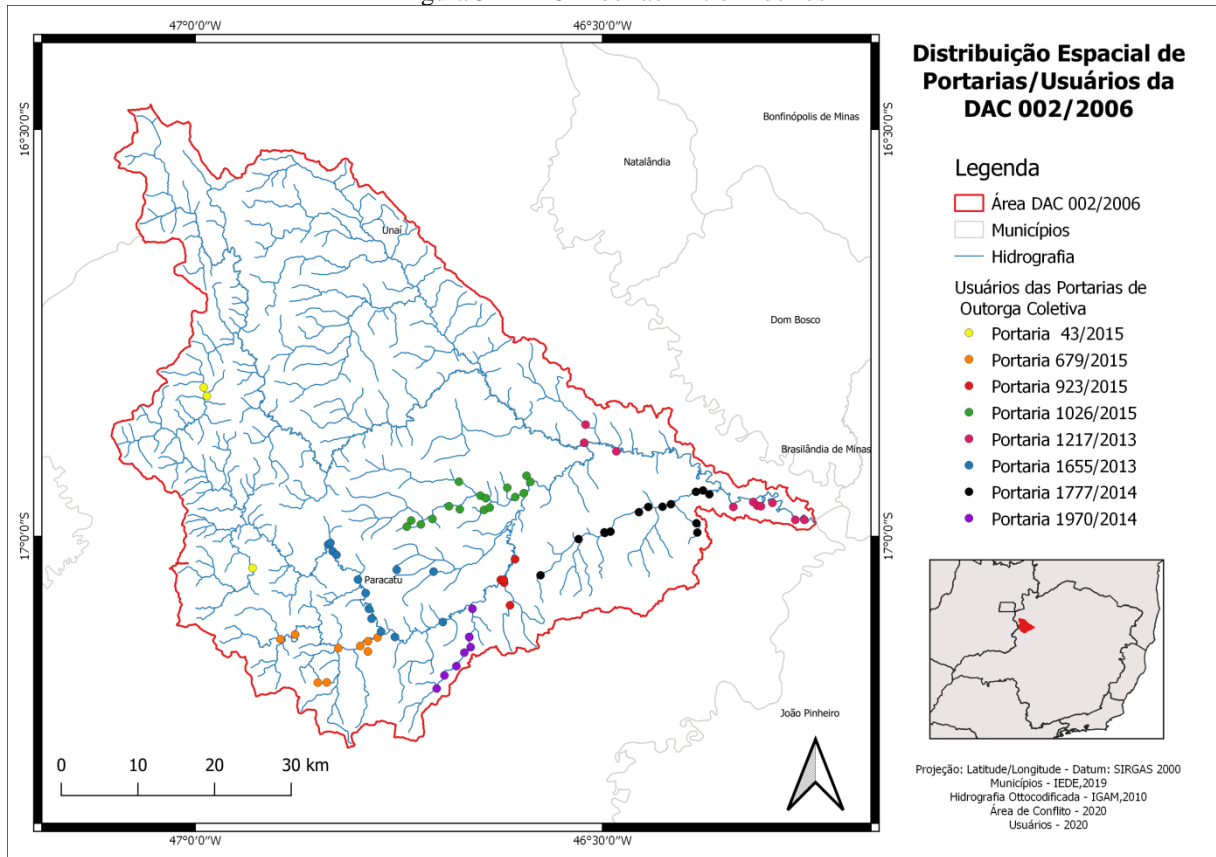 47°0'0"W
46°30'0"W
16°30'0"S
16°30'0"S
17°0'0"S
17°0'0"S
47°0'0"W
46°30'0"W
Bonfinópolis de Minas
Natalândia
Unaí
Dom Bosco
Brasilândia de Minas
Paracatu
João Pinheiro
0 10 20 30 km
Distribuição Espacial de
Portarias/Usuários da
DAC 002/2006
Legenda
Área DAC 002/2006
Municípios
Hidrografia
Usuários das Portarias de
Outorga Coletiva
Portaria 43/2015
Portaria 679/2015
Portaria 923/2015
Portaria 1026/2015
Portaria 1217/2013
Portaria 1655/2013
Portaria 1777/2014
Portaria 1970/2014
Projeção: Latitude/Longitude - Datum: SIRGAS 2000
Municípios - IEDE,2019
Hidrografia Ottocodificada - IGAM,2010
Área de Conflito - 2020
Usuários - 2020